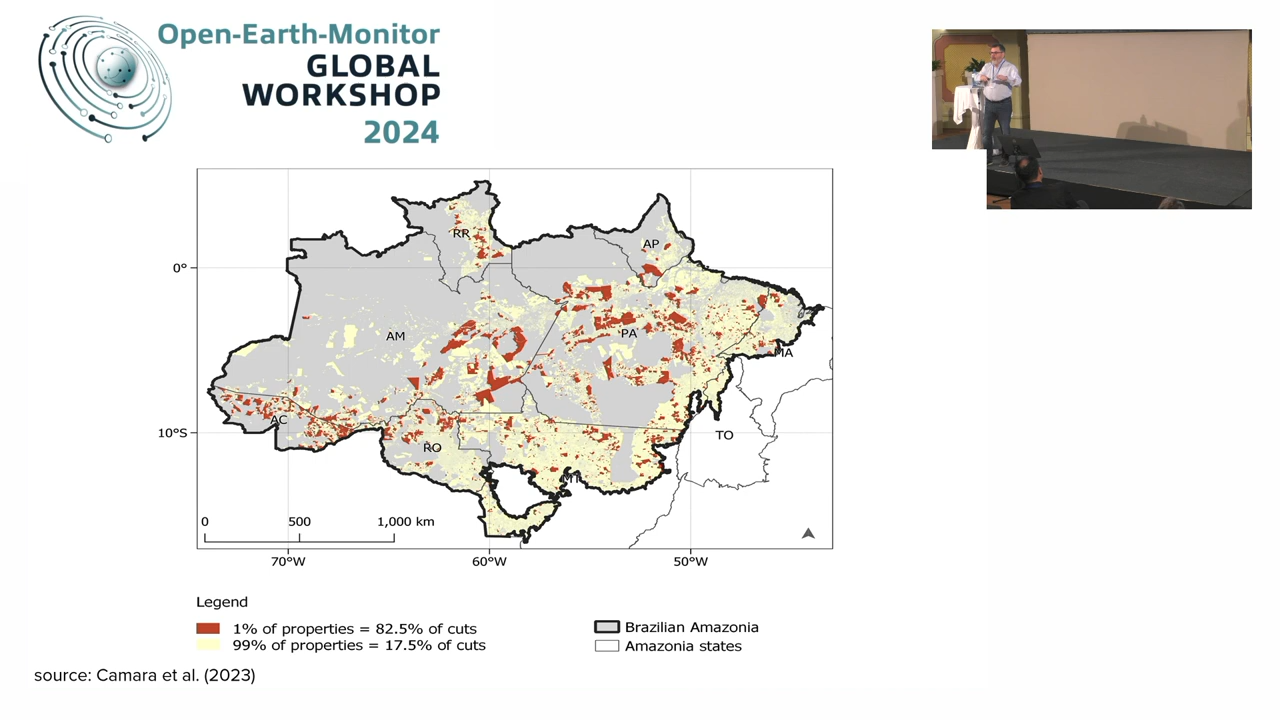 Open-Earth-Monitor
GLOBAL
WORKSHOP
2024
RR
AP
0°
AM
PA
MA
AC
10°S
TO
RO
MT
0 500 1,000 km
70°W 60°W 50°W
Legend
1% of properties = 82.5% of cuts
99% of properties = 17.5% of cuts
Brazilian Amazonia
Amazonia states
source: Camara et al. (2023)